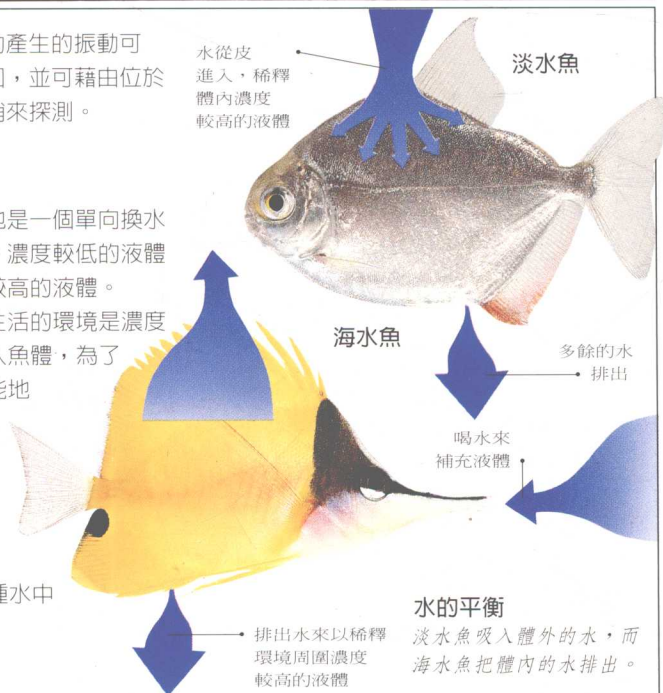 產生的振動可
，並可藉由位於
來探測。
是一個單向換水
濃度較低的液體
較高的液體。
生活的環境是濃度
魚體，為了
能地
種水中
水從皮
進入，稀釋
體內濃度
較高的液體
淡水魚
海水魚
多餘的水
排出
喝水來
補充液體
排出水來以稀釋
環境周圍濃度
較高的液體
水的平衡
淡水魚吸入體外的水，而
海水魚把體內的水排出。